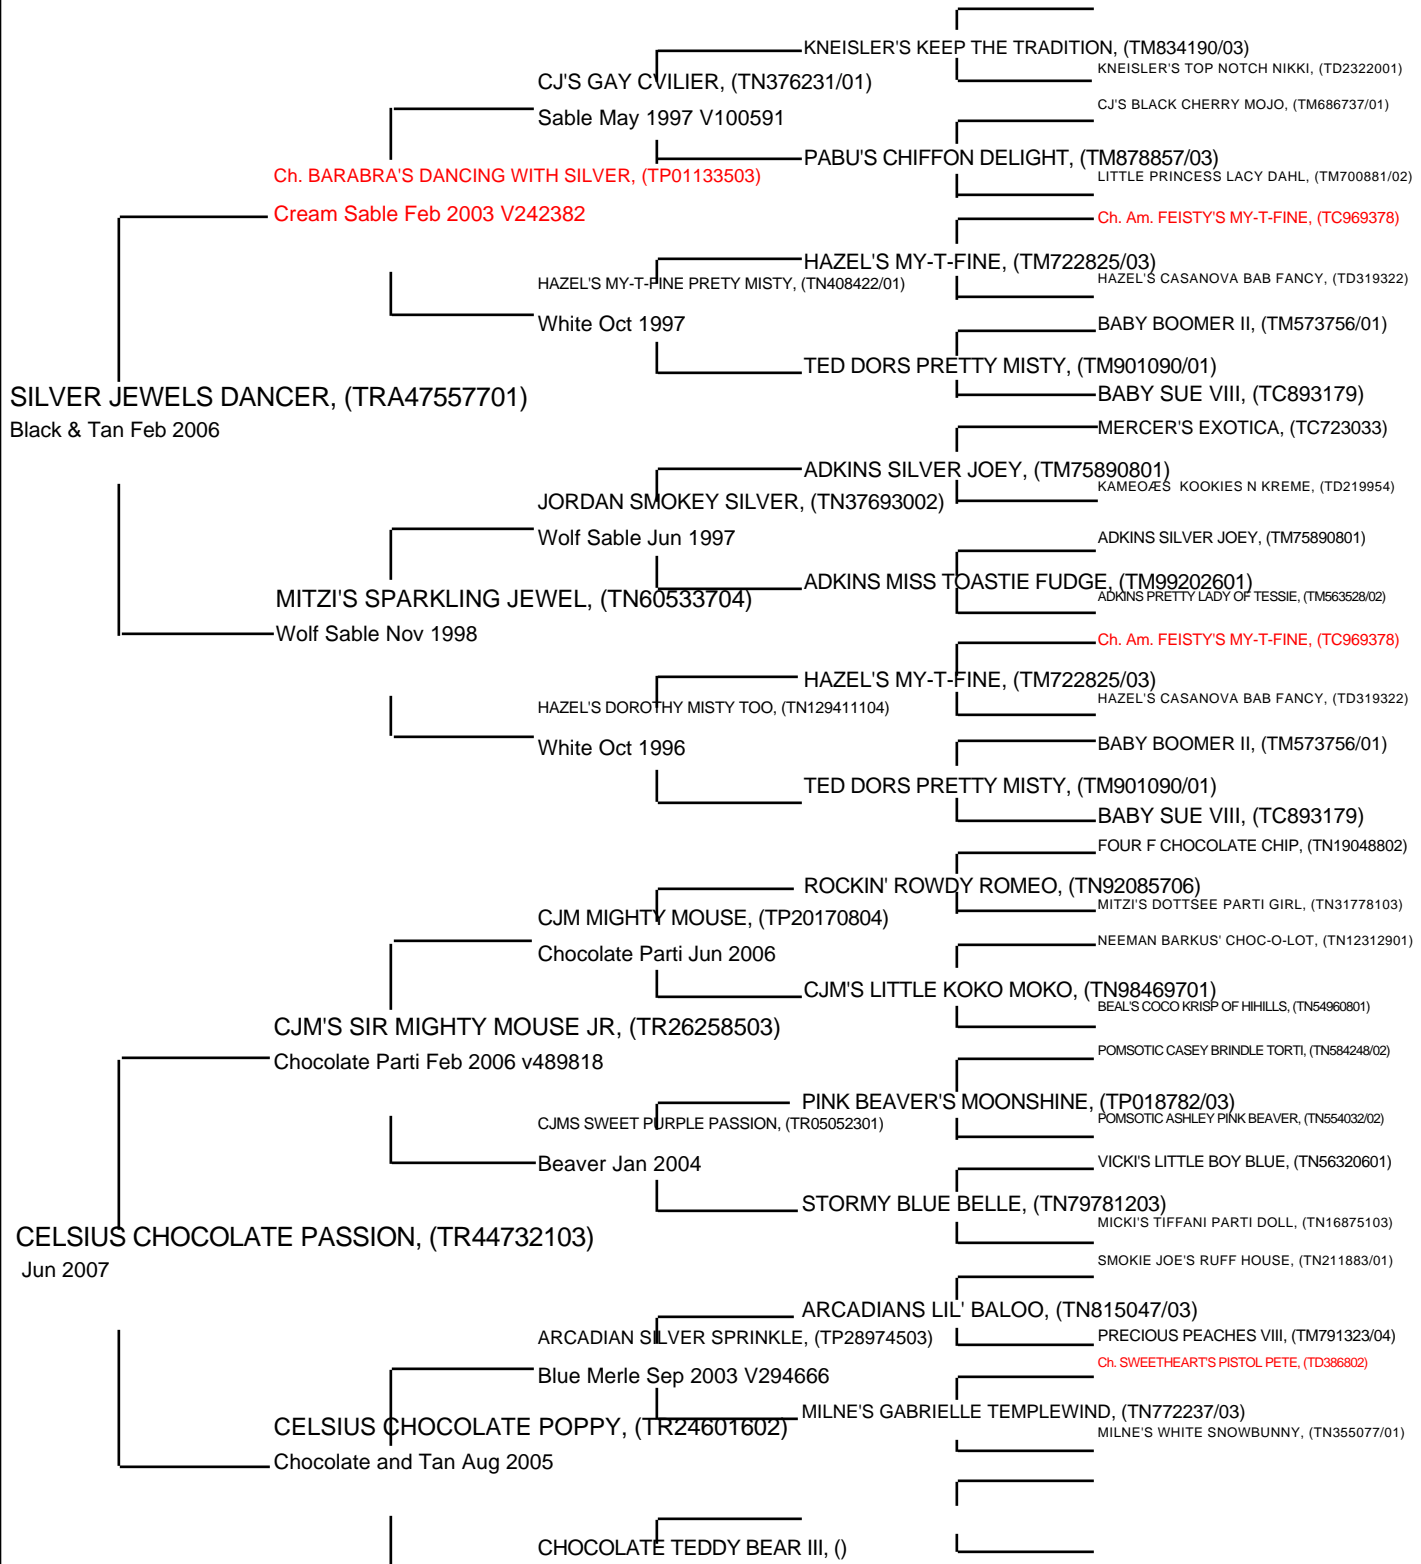 KNEISLER'S KEEP THE TRADITION, (TM834190/03)
KNEISLER'S TOP NOTCH NIKKI, (TD2322001)
CJ'S GAY CVILIER, (TN376231/01)
CJ'S BLACK CHERRY MOJO, (TM686737/01)
Sable May 1997 V100591
PABU'S CHIFFON DELIGHT, (TM878857/03)
Ch. BARABRA'S DANCING WITH SILVER, (TP01133503)
LITTLE PRINCESS LACY DAHL, (TM700881/02)
Cream Sable Feb 2003 V242382
Ch. Am. FEISTY'S MY-T-FINE, (TC969378)
HAZEL'S MY-T-FINE, (TM722825/03)
HAZEL'S CASANOVA BAB FANCY, (TD319322)
HAZEL'S MY-T-FINE PRETY MISTY, (TN408422/01)
White Oct 1997
BABY BOOMER II, (TM573756/01)
TED DORS PRETTY MISTY, (TM901090/01)
BABY SUE VIII, (TC893179)
SILVER JEWELS DANCER, (TRA47557701)
Black & Tan Feb 2006
MERCER'S EXOTICA, (TC723033)
ADKINS SILVER JOEY, (TM75890801)
KAMEOÆS KOOKIES N KREME, (TD219954)
JORDAN SMOKEY SILVER, (TN37693002)
Wolf Sable Jun 1997
ADKINS SILVER JOEY, (TM75890801)
ADKINS MISS TOASTIE FUDGE, (TM99202601)
ADKINS PRETTY LADY OF TESSIE, (TM563528/02)
MITZI'S SPARKLING JEWEL, (TN60533704)
Wolf Sable Nov 1998
Ch. Am. FEISTY'S MY-T-FINE, (TC969378)
HAZEL'S MY-T-FINE, (TM722825/03)
HAZEL'S CASANOVA BAB FANCY, (TD319322)
HAZEL'S DOROTHY MISTY TOO, (TN129411104)
White Oct 1996
BABY BOOMER II, (TM573756/01)
TED DORS PRETTY MISTY, (TM901090/01)
BABY SUE VIII, (TC893179)
FOUR F CHOCOLATE CHIP, (TN19048802)
ROCKIN' ROWDY ROMEO, (TN92085706)
MITZI'S DOTTSEE PARTI GIRL, (TN31778103)
CJM MIGHTY MOUSE, (TP20170804)
Chocolate Parti Jun 2006
NEEMAN BARKUS' CHOC-O-LOT, (TN12312901)
CJM'S LITTLE KOKO MOKO, (TN98469701)
BEAL'S COCO KRISP OF HIHILLS, (TN54960801)
CJM'S SIR MIGHTY MOUSE JR, (TR26258503)
Chocolate Parti Feb 2006 v489818
POMSOTIC CASEY BRINDLE TORTI, (TN584248/02)
PINK BEAVER'S MOONSHINE, (TP018782/03)
POMSOTIC ASHLEY PINK BEAVER, (TN554032/02)
CJMS SWEET PURPLE PASSION, (TR05052301)
Beaver Jan 2004
VICKI'S LITTLE BOY BLUE, (TN56320601)
STORMY BLUE BELLE, (TN79781203)
MICKI'S TIFFANI PARTI DOLL, (TN16875103)
CELSIUS CHOCOLATE PASSION, (TR44732103)
Jun 2007
SMOKIE JOE'S RUFF HOUSE, (TN211883/01)
ARCADIANS LIL' BALOO, (TN815047/03)
PRECIOUS PEACHES VIII, (TM791323/04)
ARCADIAN SILVER SPRINKLE, (TP28974503)
Blue Merle Sep 2003 V294666
Ch. SWEETHEART'S PISTOL PETE, (TD386802)
MILNE'S GABRIELLE TEMPLEWIND, (TN772237/03)
MILNE'S WHITE SNOWBUNNY, (TN355077/01)
CELSIUS CHOCOLATE POPPY, (TR24601602)
Chocolate and Tan Aug 2005
CHOCOLATE TEDDY BEAR III, ()